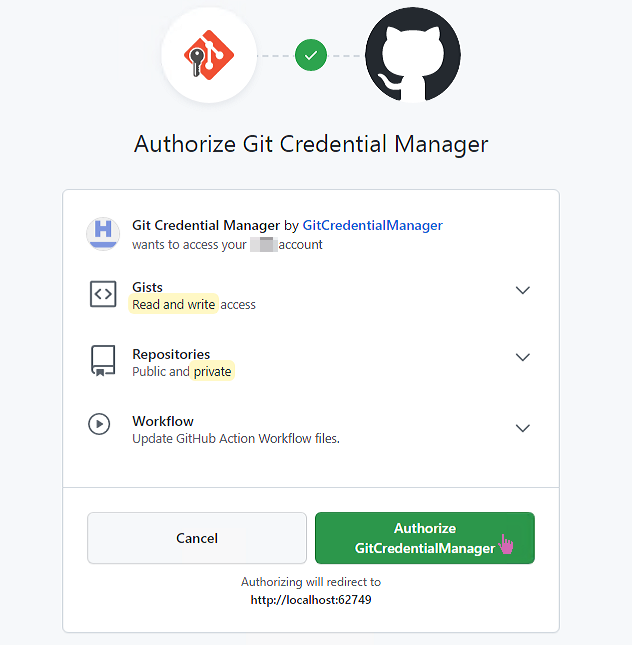 Authorize Git Credential Manager
Git Credential Manager by GitCredentialManager
wants to access your account
Gists
Read and write access
Repositories
Public and private
Workflow
Update GitHub Action Workflow files.
Cancel
Authorize
GitCredentialManager
Authorizing will redirect to
http://localhost:62749